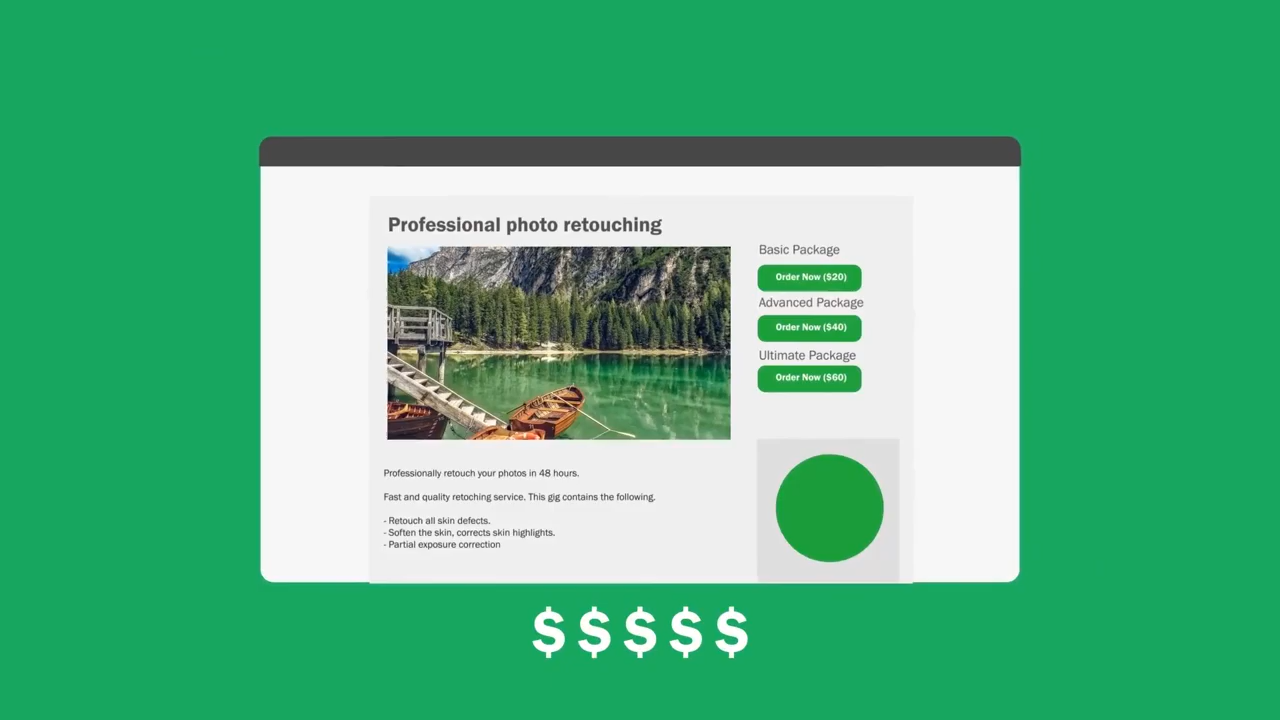 Professional photo retouching
Basic Package
Order Now ($20)
Advanced Package
Order Now ($40)
Ultimate Package
Order Now ($60)
Professionally retouch your photos in 48 hours.
Fast and quality retoching service. This gig contains the following.
- Retouch all skin defects.
- Soften the skin, corrects skin highlights.
- Partial exposure correction
$ $ $ $ $